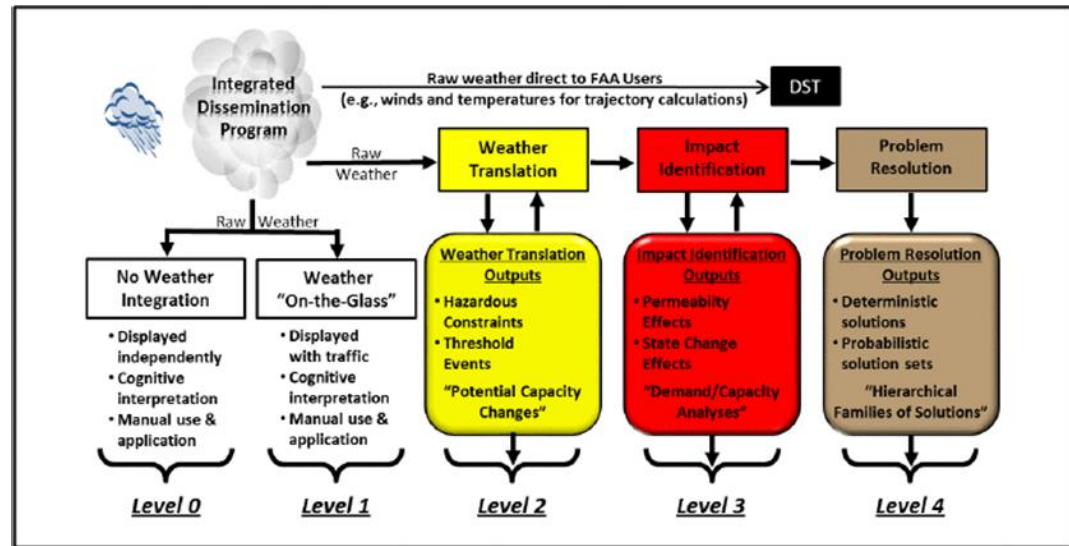 Integrated
Dissemination
Program
Raw weather direct to FAA Users
(e.g., winds and temperatures for trajectory calculations)
DST
Raw
Weather
Weather
Translation
Impact
Identification
Problem
Resolution
Raw Weather
No Weather
Integration
• Displayed
independently
• Cognitive
interpretation
• Manual use &
application
Level 0
Weather
“On-the-Glass”
• Displayed
with traffic
• Cognitive
interpretation
• Manual use &
application
Level 1
Weather Translation
Outputs
• Hazardous
Constraints
• Threshold
Events
“Potential Capacity
Changes”
Level 2
Impact Identification
Outputs
• Permeabilty
Effects
• State Change
Effects
“Demand/Capacity
Analyses”
Level 3
Problem Resolution
Outputs
• Deterministic
solutions
• Probabilistic
solution sets
“Hierarchical
Families of Solutions”
Level 4